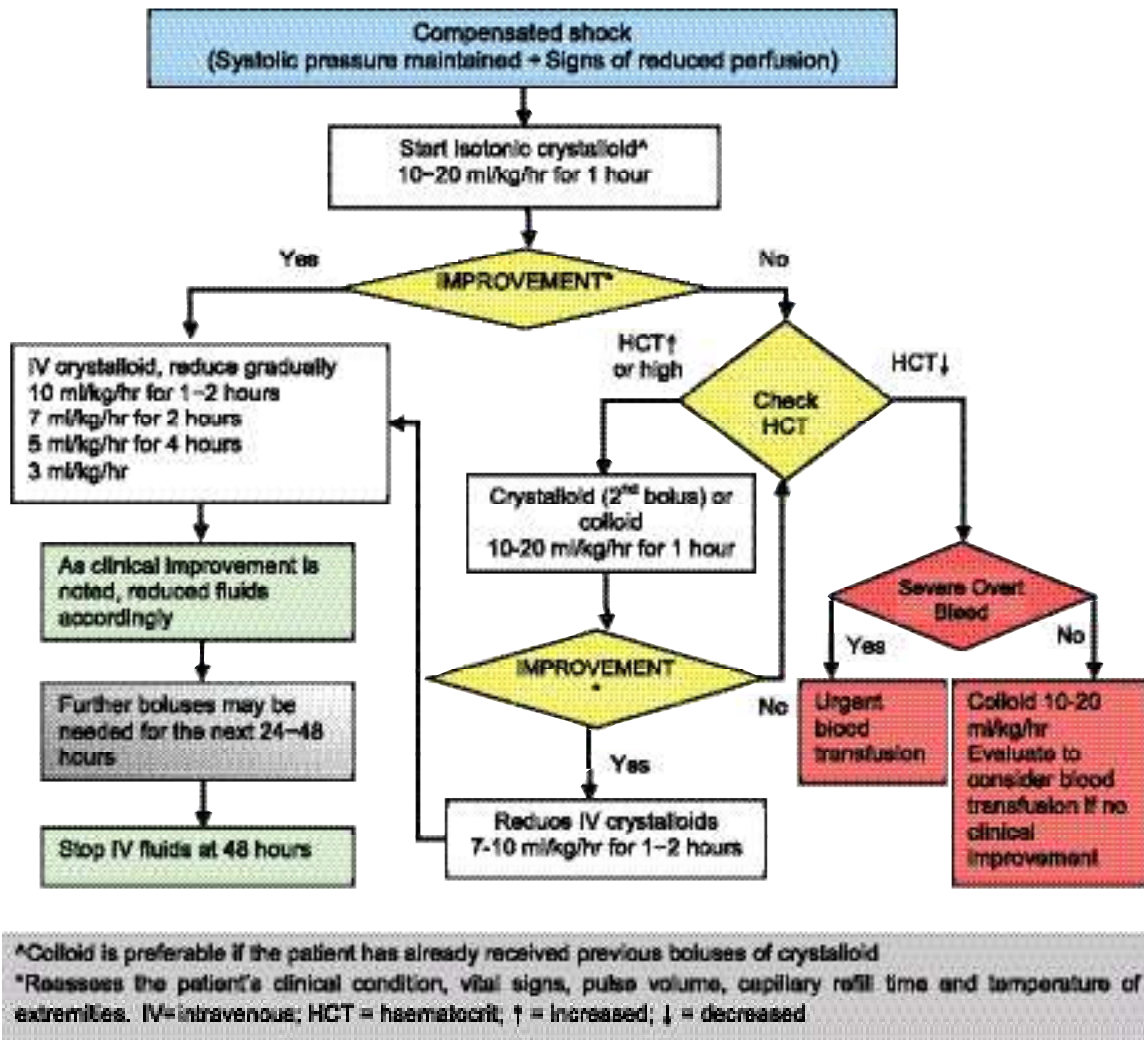 Compensated shock
(Systolic pressure maintained + Signs of reduced perfusion)
Start isotonic crystalloid^
10–20 ml/kg/hr for 1 hour
Yes
IMPROVEMENT*
No
IV crystalloid, reduce gradually
10 ml/kg/hr for 1–2 hours
7 ml/kg/hr for 2 hours
5 ml/kg/hr for 4 hours
3 ml/kg/hr
HCT↑
or high
Check
HCT
HCT↓
Crystalloid (2nd bolus) or
colloid
10-20 ml/kg/hr for 1 hour
As clinical improvement is
noted, reduced fluids
accordingly
Severe Overt
Bleed
Yes
No
IMPROVEMENT
*
No
Further boluses may be
needed for the next 24–48
hours
Urgent
blood
transfusion
Colloid 10-20
ml/kg/hr
Evaluate to
consider blood
transfusion if no
clinical
improvement
Yes
Reduce IV crystalloids
7-10 ml/kg/hr for 1–2 hours
Stop IV fluids at 48 hours
^Colloid is preferable if the patient has already received previous boluses of crystalloid
*Reassess the patient's clinical condition, vital signs, pulse volume, capillary refill time and temperature of
extremities. IV=intravenous; HCT = haematocrit; ↑ = increased; ↓ = decreased